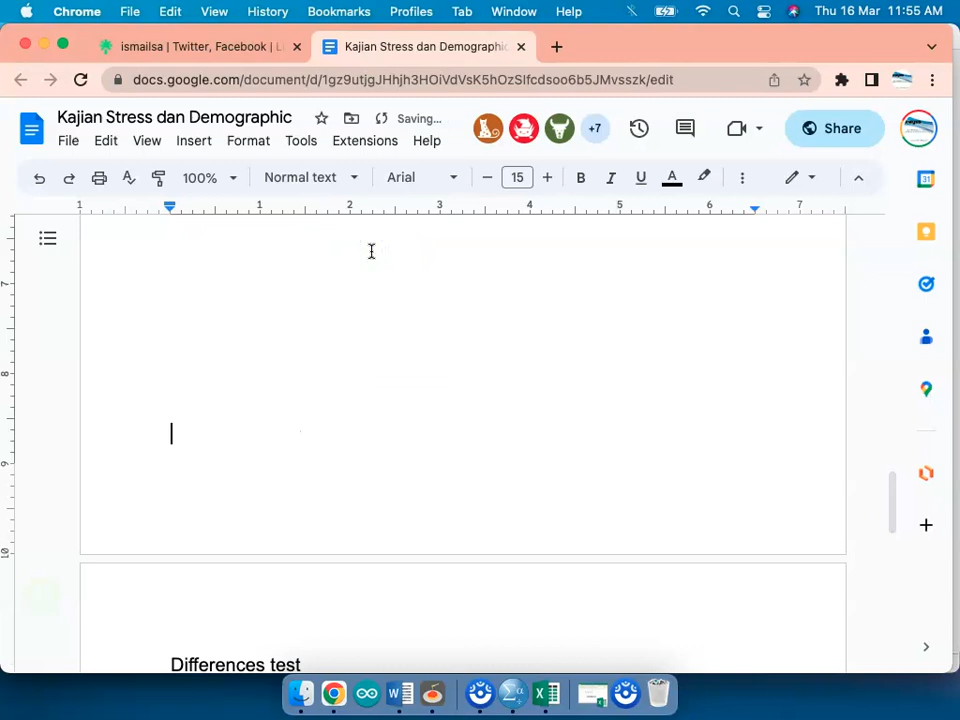 Chrome File Edit View History Bookmarks Profiles Tab Window Help Thu 16 Mar 11:55 AM
ismailsa | Twitter, Facebook | L
Kajian Stress dan Demographic
docs.google.com/document/d/1gz9utjgJHhjh3HOiVdVsK5hOzSlfcdsoo6b5JMvsszk/edit
Kajian Stress dan Demographic Saving... +7 Share
File Edit View Insert Format Tools Extensions Help
100% Normal text Arial 15 B I U A
1 1 2 3 4 5 6 7
7
8
9
10
31
Differences test